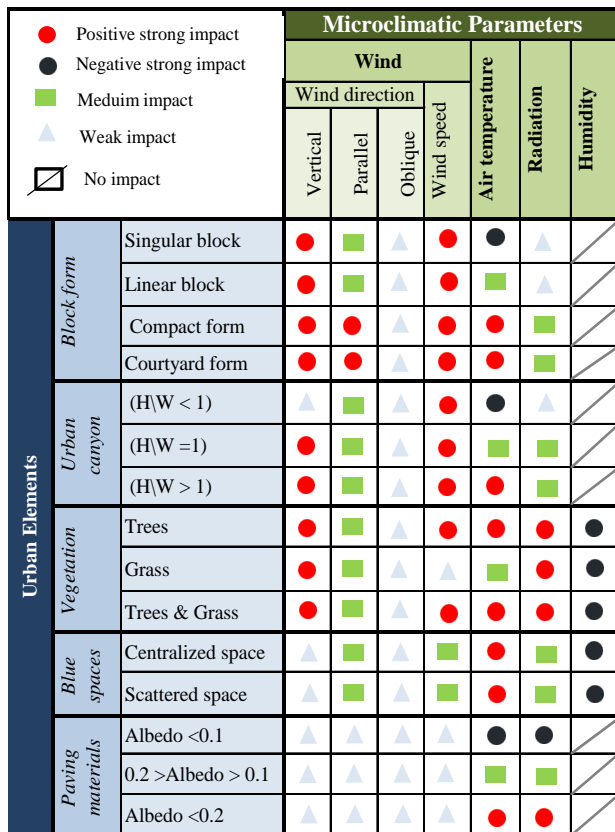 Positive strong impact
Negative strong impact
Meduim impact
Weak impact
No impact
Microclimatic Parameters
Wind
Wind direction
Vertical
Parallel
Oblique
Wind speed
Air temperature
Radiation
Humidity
Urban Elements
Block form
Singular block
Linear block
Compact form
Courtyard form
Urban
canyon
(H\W < 1)
(H\W =1)
(H\W > 1)
Vegetation
Trees
Grass
Trees & Grass
Blue
spaces
Centralized space
Scattered space
Paving
materials
Albedo <0.1
0.2 >Albedo > 0.1
Albedo <0.2